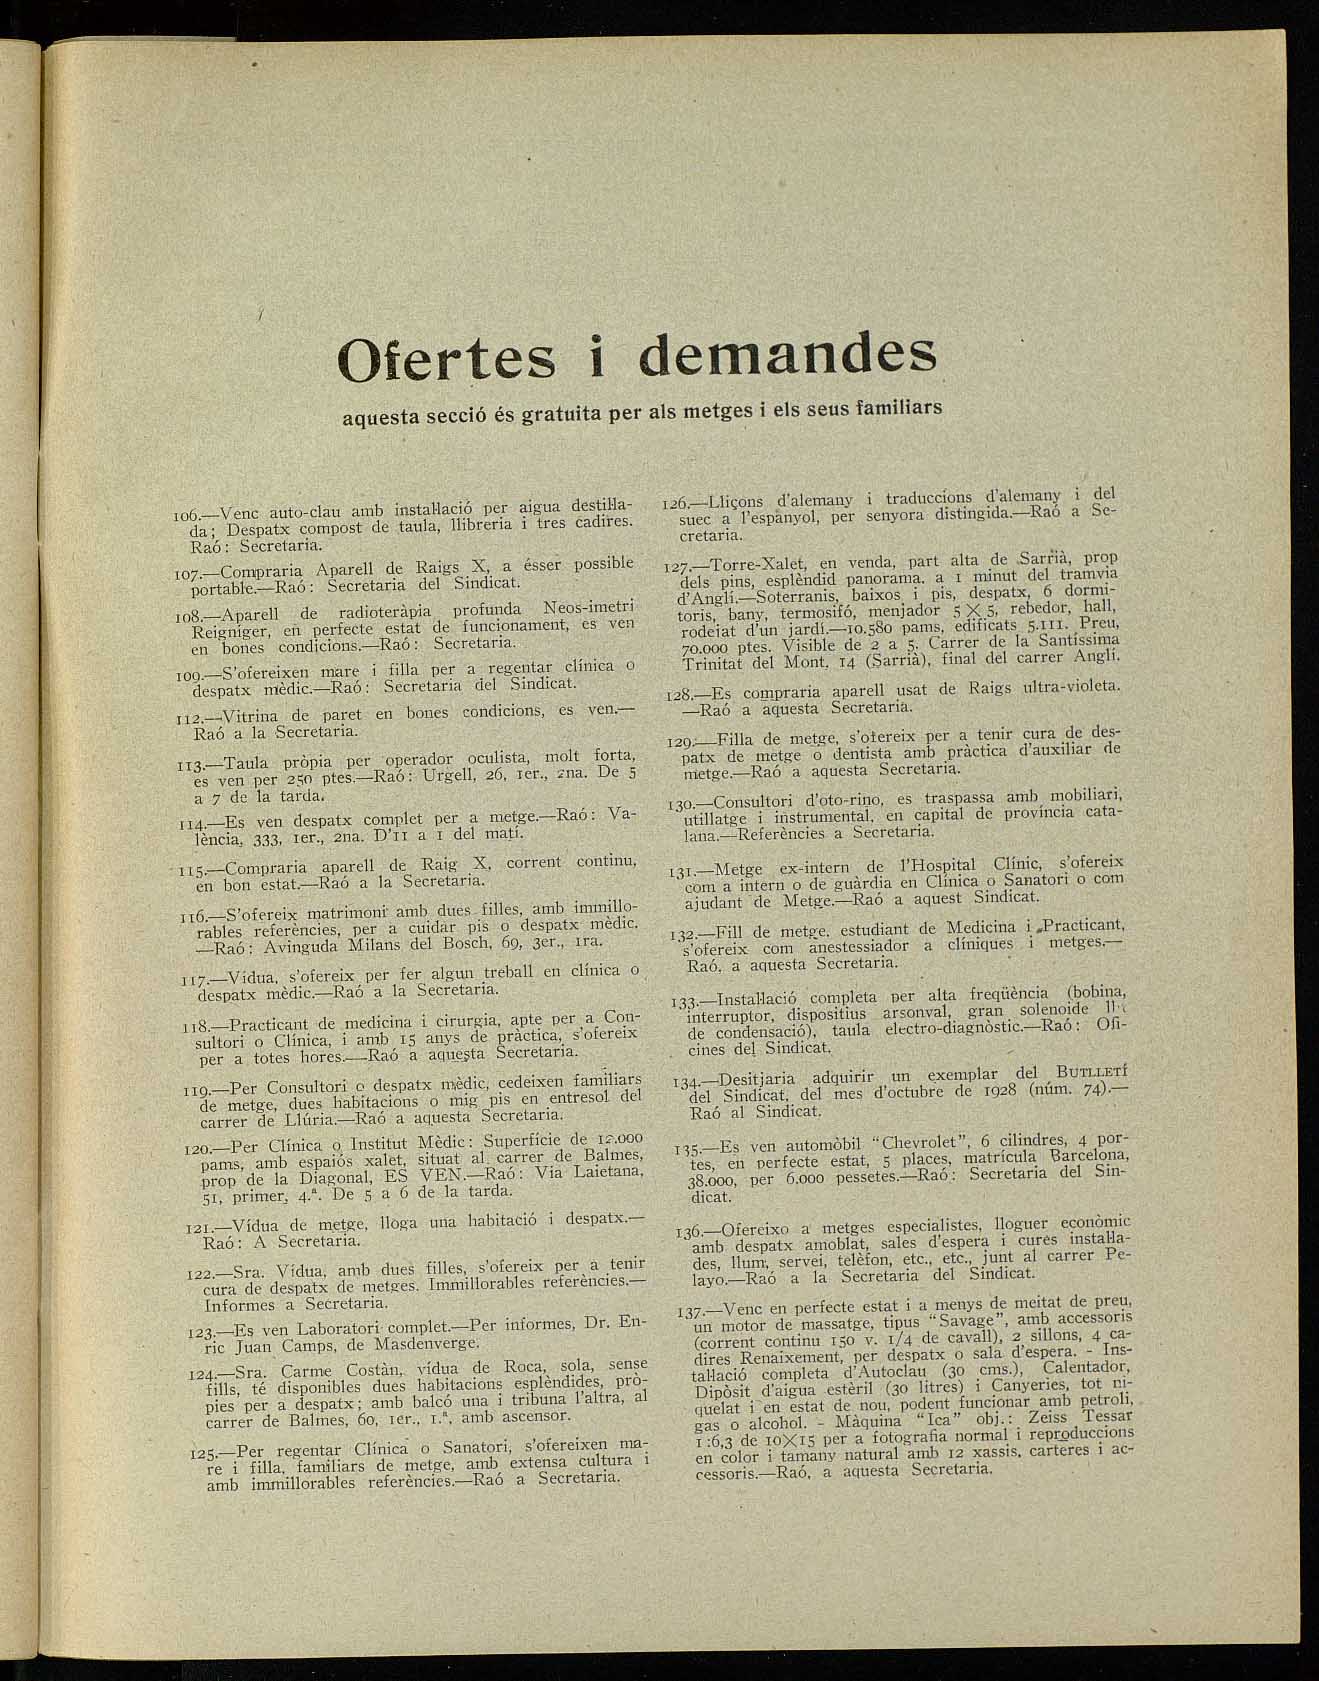 Ofertes i demandes
aquesta secció és gratuita per als metges i els seus familiars
106.—Venc auto-clau amb instaŀlació per aigua destiŀla-
da; Despatx compost de taula, llibreria i tres cadires.
Raó: Secretaria.
107.—Compraria Aparell de Raigs X, a ésser possible
portable.—Raó: Secretaria del Sindicat.
108.—Aparell de radioteràpia profunda Neos-imetri
Reigniger, en perfecte estat de funcionament, es ven
en bones condicions.—Raó: Secretaria.
109.—S'ofereixen mare i filla per a regentar clínica o
despatx mèdic.—Raó: Secretaria del Sindicat.
112.—Vitrina de paret en bones condicions, es ven.—
Raó a la Secretaria.
113.—Taula pròpia per operador oculista, molt forta,
es ven per 250 ptes.—Raó: Urgell, 26, 1er., 2na. De 5
a 7 de la tarda.
114.—Es ven despatx complet per a metge.—Raó: Va-
lència, 333, 1er., 2na. D'11 a 1 del matí.
115.—Compraria aparell de Raig X, corrent continu,
en bon estat.—Raó a la Secretaria.
116.—S'ofereix matrimoni amb dues filles, amb immillo-
rables referències, per a cuidar pis o despatx mèdic.
—Raó: Avinguda Milans del Bosch, 69, 3er., 1ra.
117.—Vídua, s'ofereix per fer algun treball en clínica o
despatx mèdic.—Raó a la Secretaria.
118.—Practicant de medicina i cirurgia, apte per a Con-
sultori o Clínica, i amb 15 anys de pràctica, s'ofereix
per a totes hores.—Raó a aquesta Secretaria.
119.—Per Consultori o despatx mèdic, cedeixen familiars
de metge, dues habitacions o mig pis en entresol del
carrer de Llúria.—Raó a aquesta Secretaria.
120.—Per Clínica o Institut Mèdic: Superfície de 12.000
pams, amb espaiós xalet, situat al carrer de Balmes,
prop de la Diagonal, ES VEN.—Raó: Via Laietana,
51, primer, 4.ª. De 5 a 6 de la tarda.
121.—Vídua de metge, lloga una habitació i despatx.—
Raó: A Secretaria.
122.—Sra. Vídua, amb dues filles, s'ofereix per a tenir
cura de despatx de metges. Immillorables referències.—
Informes a Secretaria.
123.—Es ven Laboratori complet.—Per informes, Dr. En-
ric Juan Camps, de Masdenverge.
124.—Sra. Carme Costàn, vídua de Roca, sola, sense
fills, té disponibles dues habitacions esplèndides, prò-
pies per a despatx; amb balcó una i tribuna l'altra, al
carrer de Balmes, 60, 1er., 1.ª, amb ascensor.
125.—Per regentar Clínica o Sanatori, s'ofereixen ma-
re i filla, familiars de metge, amb extensa cultura i
amb immillorables referències.—Raó a Secretaria.
126.—Lliçons d'alemany i traduccions d'alemany i del
suec a l'espanyol, per senyora distingida.—Raó a Se-
cretaria.
127.—Torre-Xalet, en venda, part alta de Sarrià, prop
dels pins, esplèndid panorama, a 1 minut del tramvia
d'Anglí.—Soterranis, baixos i pis, despatx, 6 dormi-
toris, bany, termosifó, menjador 5 X 5, rebedor, hall,
rodeiat d'un jardí.—10.580 pams, edificats 5.111. Preu,
70.000 ptes. Visible de 2 a 5. Carrer de la Santíssima
Trinitat del Mont, 14 (Sarrià), final del carrer Anglí.
128.—Es compraria aparell usat de Raigs ultra-violeta.
—Raó a aquesta Secretaria.
129.—Filla de metge, s'ofereix per a tenir cura de des-
patx de metge o dentista amb pràctica d'auxiliar de
metge.—Raó a aquesta Secretaria.
130.—Consultori d'oto-rino, es traspassa amb mobiliari,
utillatge i instrumental, en capital de província cata-
lana.—Referències a Secretaria.
131.—Metge ex-intern de l'Hospital Clínic, s'ofereix
com a intern o de guàrdia en Clínica o Sanatori o com
ajudant de Metge.—Raó a aquest Sindicat.
132.—Fill de metge, estudiant de Medicina i Practicant,
s'ofereix com anestessiador a clíniques i metges.—
Raó, a aquesta Secretaria.
133.—Instaŀlació completa per alta freqüència (bobina,
interruptor, dispositius arsonval, gran solenoide
de condensació), taula electro-diagnòstic.—Raó: Ofi-
cines del Sindicat.
134.—Desitjaria adquirir un exemplar del BUTLLETÍ
del Sindicat, del mes d'octubre de 1928 (núm. 74).—
Raó al Sindicat.
135.—Es ven automòbil "Chevrolet", 6 cilindres, 4 por-
tes, en perfecte estat, 5 places, matrícula Barcelona,
38.000, per 6.000 pessetes.—Raó: Secretaria del Sin-
dicat.
136.—Ofereixo a metges especialistes, lloguer econòmic
amb despatx amoblat, sales d'espera i cures instaŀla-
des, llum, servei, telèfon, etc., etc., junt al carrer Pe-
layo.—Raó a la Secretaria del Sindicat.
137.—Venc en perfecte estat i a menys de meitat de preu,
un motor de massatge, tipus "Savage", amb accessoris
(corrent continu 150 v. 1/4 de cavall), 2 sillons, 4 ca-
dires Renaixement, per despatx o sala d'espera. - Ins-
taŀlació completa d'Autoclau (30 cms.), Calentador,
Dipòsit d'aigua estèril (30 litres) i Canyeries, tot ni-
quelat i en estat de nou, podent funcionar amb petroli,
gas o alcohol. - Màquina "Ica" obj.: Zeiss Tessar
1:6,3 de 10X15 per a fotografia normal i reproduccions
en color i tamany natural amb 12 xassis, carteres i ac-
cessoris.—Raó, a aquesta Secretaria.